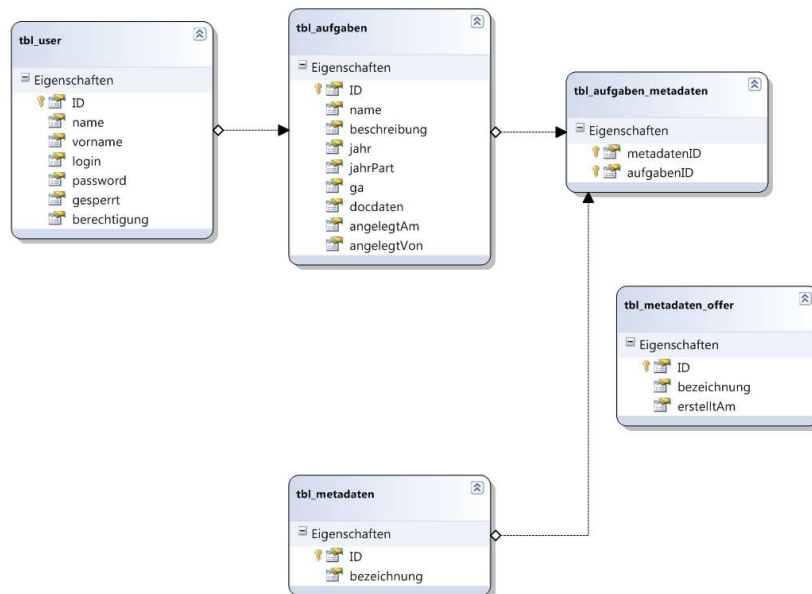 tbl_user
Eigenschaften
ID
name
vorname
login
password
gesperrt
berechtigung
tbl_aufgaben
Eigenschaften
ID
name
beschreibung
jahr
jahrPart
ga
docdaten
angelegtAm
angelegtVon
tbl_aufgaben_metadaten
Eigenschaften
metadatenID
aufgabenID
tbl_metadaten_offer
Eigenschaften
ID
bezeichnung
erstelltAm
tbl_metadaten
Eigenschaften
ID
bezeichnung